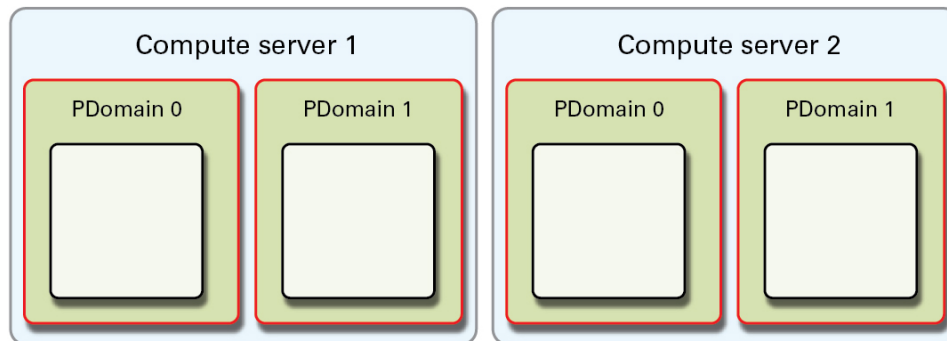 Compute server 1
Compute server 2
PDomain 0
PDomain 1
PDomain 0
PDomain 1